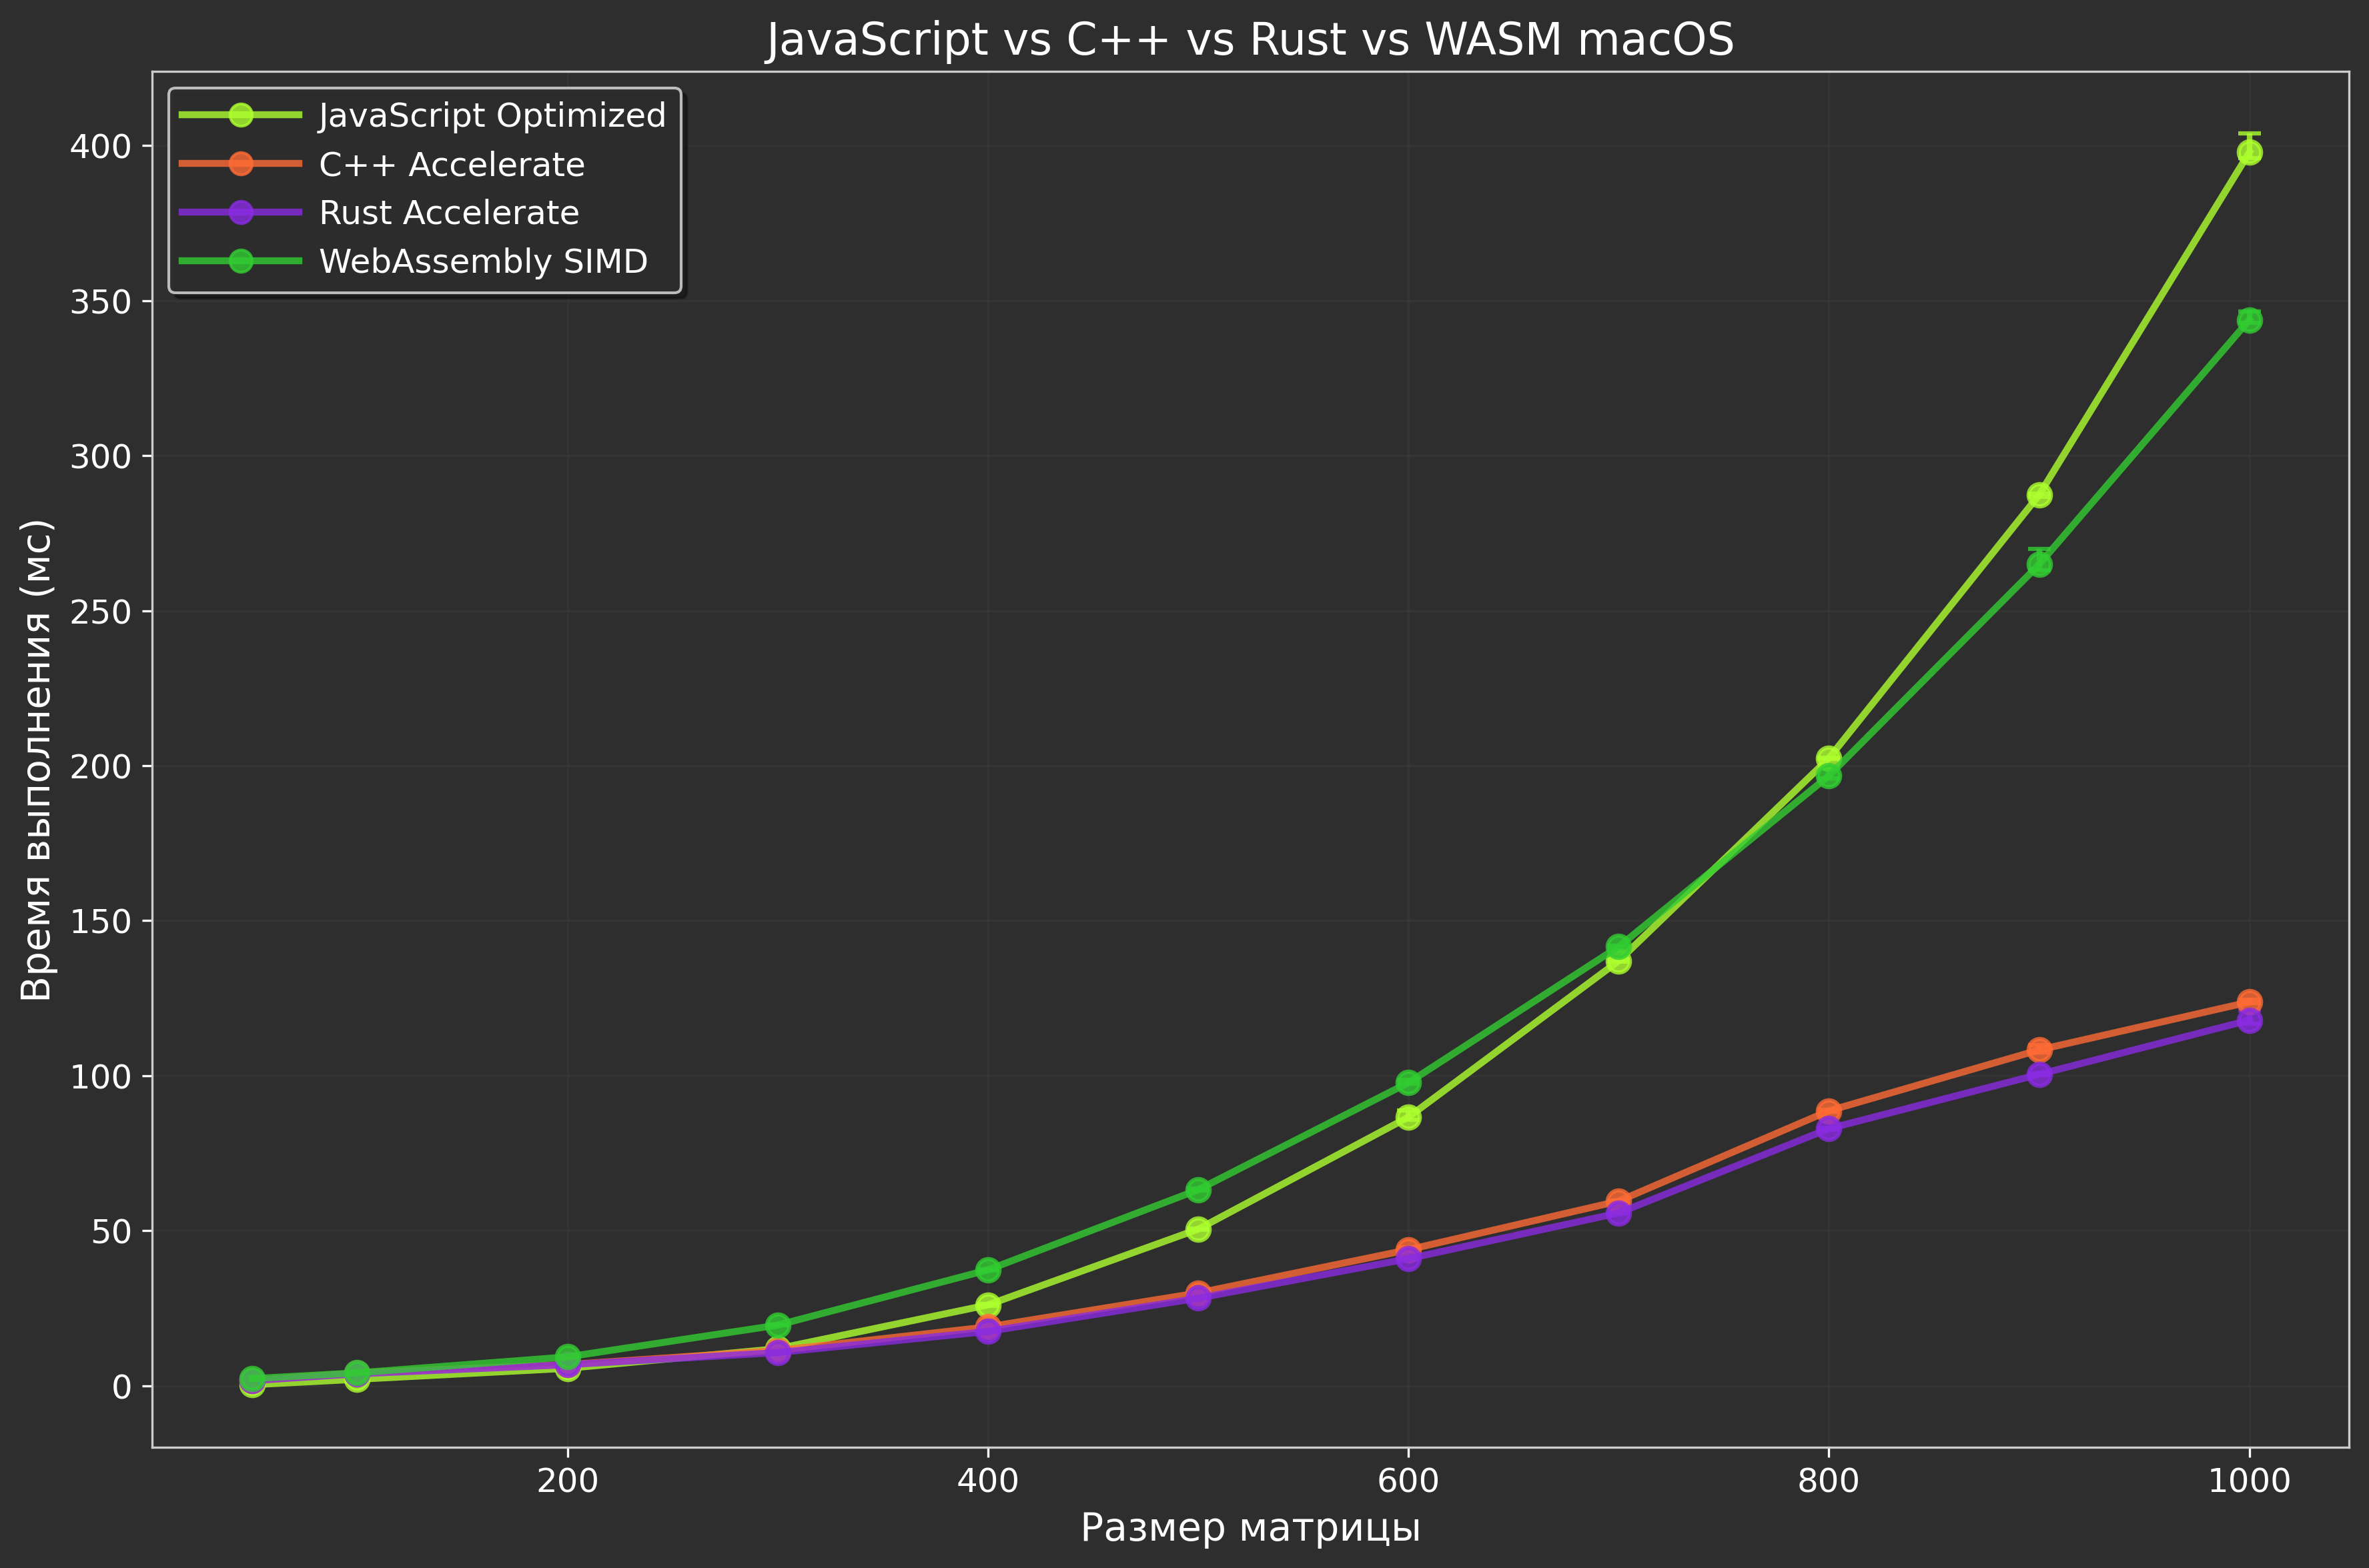 JavaScript vs C++ vs Rust vs WASM macOS
JavaScript Optimized
C++ Accelerate
Rust Accelerate
WebAssembly SIMD
Время выполнения (мс)
400
350
300
250
200
150
100
50
0
200
400
600
800
1000
Размер матрицы